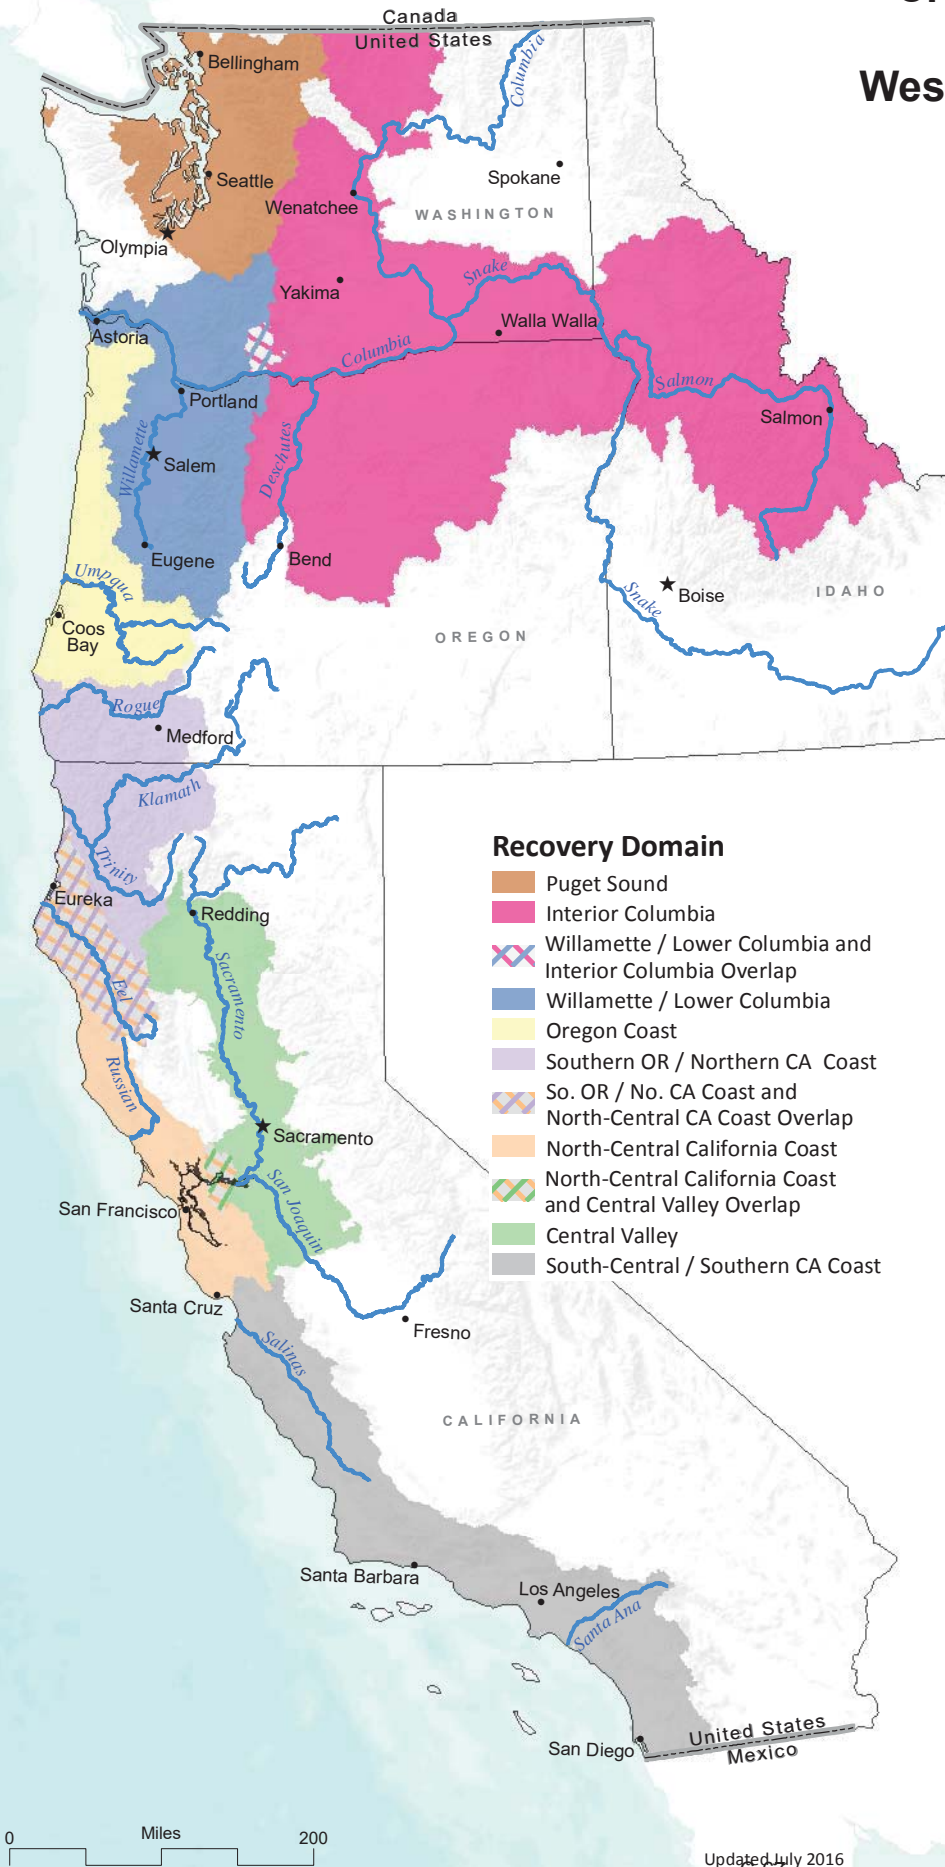 Canada
United States
Wes
Bellingham
Columbia
Seattle
Spokane
Wenatchee
WASHINGTON
Olympia
Yakima
Snake
Walla Walla
Astoria
Columbia
Portland
Salmon
Salmon
Willamette
Salem
Deschutes
Eugene
Bend
Umpqua
Snake
Boise
IDAHO
Coos
Bay
OREGON
Rogue
Medford
Klamath
Trinity
Eureka
Redding
Sacramento
Eel
Russian
Sacramento
San Joaquin
San Francisco
Santa Cruz
Fresno
Salinas
CALIFORNIA
Recovery Domain
Puget Sound
Interior Columbia
Willamette / Lower Columbia and
Interior Columbia Overlap
Willamette / Lower Columbia
Oregon Coast
Southern OR / Northern CA Coast
So. OR / No. CA Coast and
North-Central CA Coast Overlap
North-Central California Coast
North-Central California Coast
and Central Valley Overlap
Central Valley
South-Central / Southern CA Coast
Santa Barbara
Los Angeles
Santa Ana
San Diego
United States
Mexico
0 Miles 200
Updated July 2016